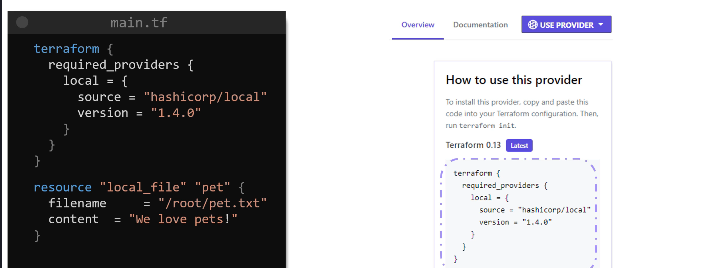 main.tf
terraform {
  required_providers {
    local = {
      source = "hashicorp/local"
      version = "1.4.0"
    }
  }
}
resource "local_file" "pet" {
  filename     = "/root/pet.txt"
  content  = "We love pets!"
}
Overview   Documentation   USE PROVIDER
How to use this provider
To install this provider, copy and paste this
code into your Terraform configuration. Then,
run terraform init.
Terraform 0.13   Latest
terraform {
  required_providers {
    local = {
      source = "hashicorp/local"
      version = "1.4.0"
    }
  }
}